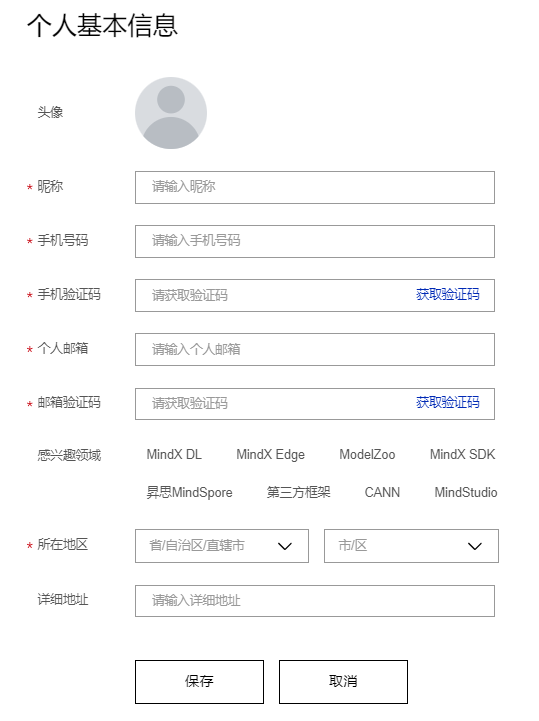 个人基本信息
头像
* 昵称 请输入昵称
* 手机号码 请输入手机号码
* 手机验证码 请获取验证码 获取验证码
* 个人邮箱 请输入个人邮箱
* 邮箱验证码 请获取验证码 获取验证码
感兴趣领域 MindX DL MindX Edge ModelZoo MindX SDK
昇思MindSpore 第三方框架 CANN MindStudio
* 所在地区 省/自治区/直辖市 市/区
详细地址 请输入详细地址
保存 取消